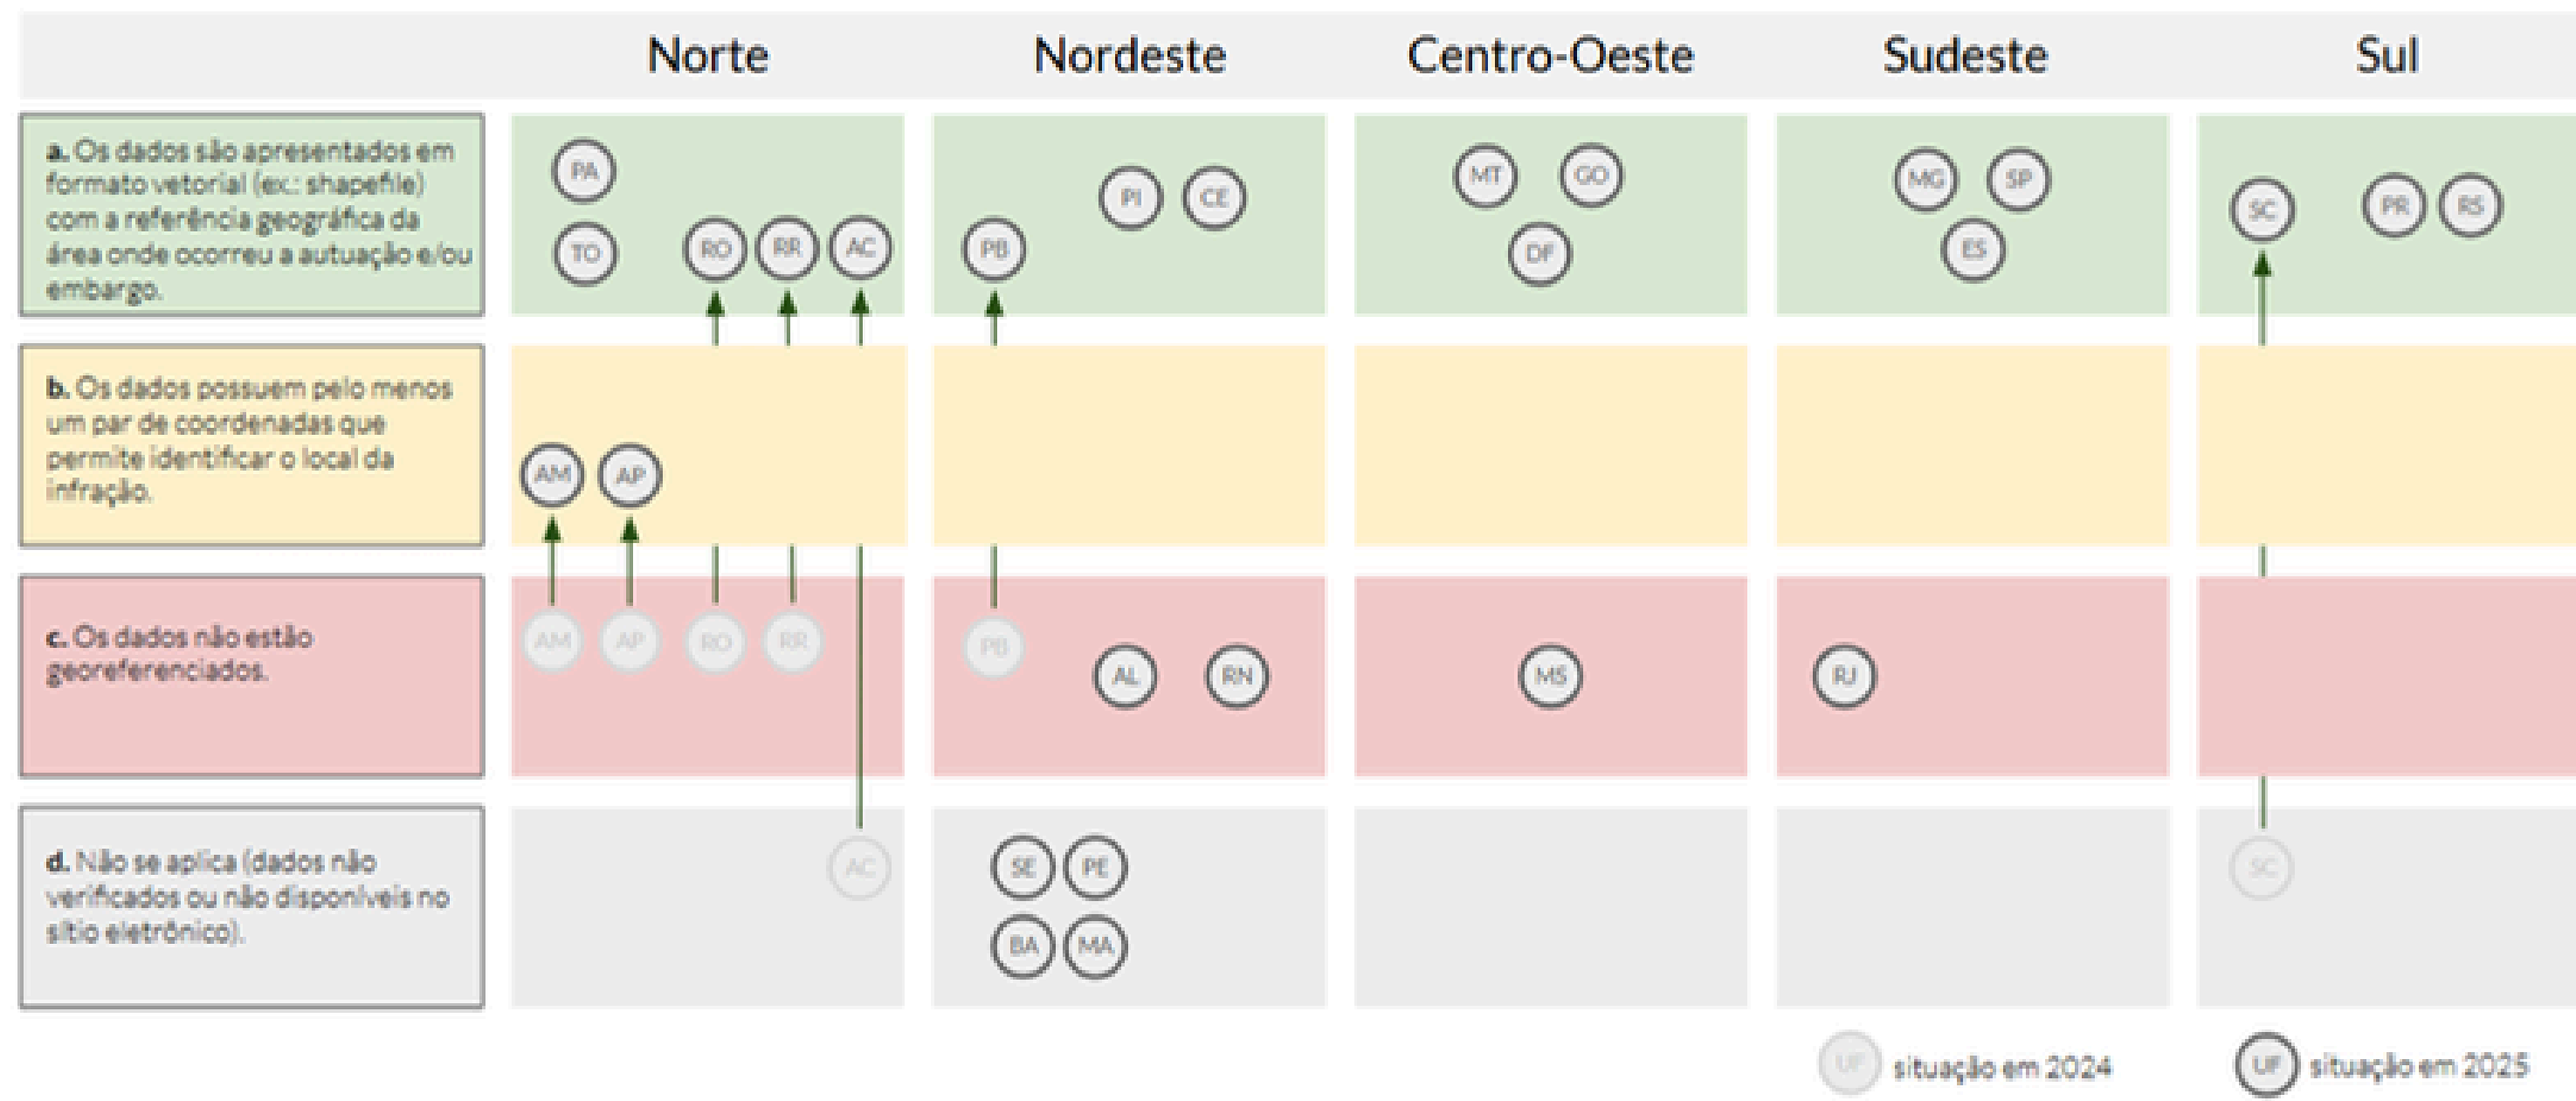 Norte
Nordeste
Centro-Oeste
Sudeste
Sul
a. Os dados são apresentados em
formato vetorial (ex.: shapefile)
com a referência geográfica da
área onde ocorreu a autuação e/ou
embargo.
PA
TO
RO
RR
AC
PB
PI
CE
MT
GO
DF
MG
SP
ES
SC
PR
RS
b. Os dados possuem pelo menos
um par de coordenadas que
permite identificar o local da
infração.
AM
AP
c. Os dados não estão
georeferenciados.
AM
AP
RO
RR
PB
AL
RN
MS
RJ
d. Não se aplica (dados não
verificados ou não disponíveis no
sítio eletrônico).
AC
SE
PE
BA
MA
SC
UF situação em 2024
UF situação em 2025